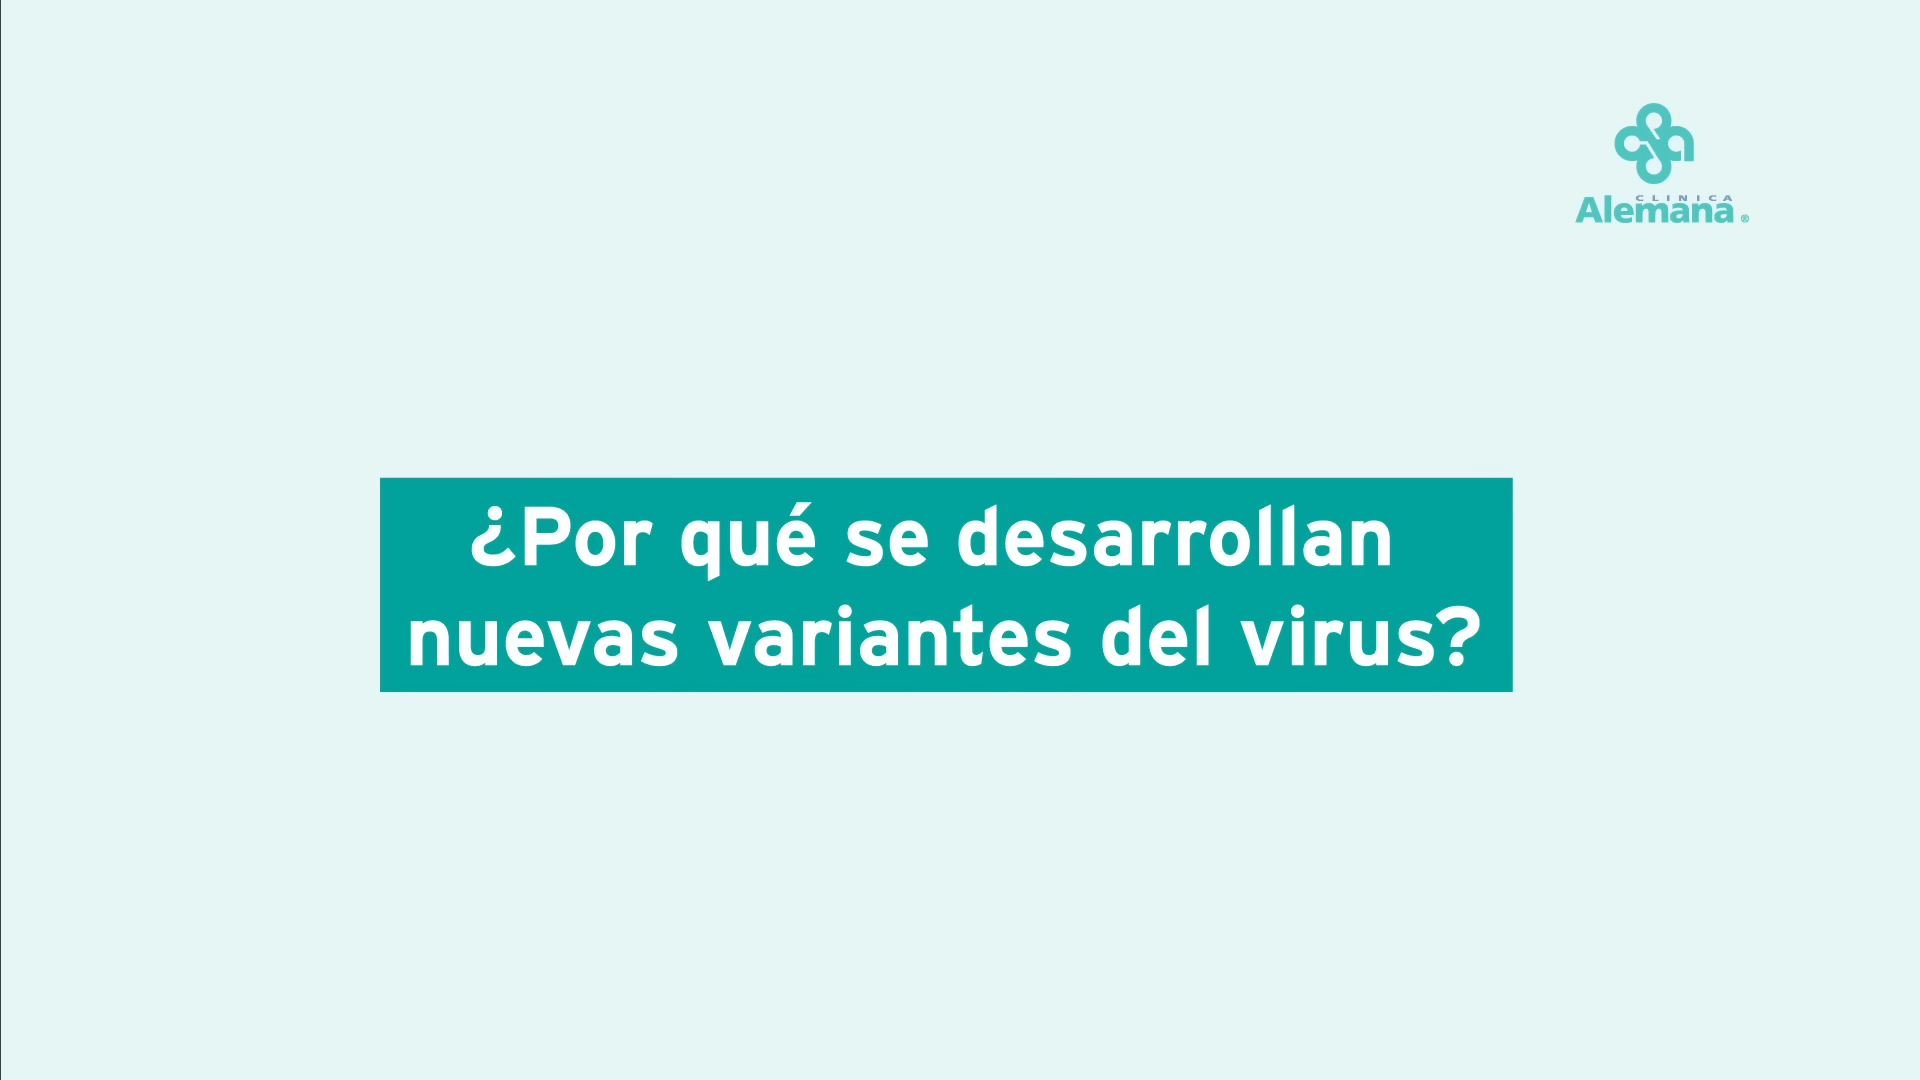 CLINICA
Alemana ®
¿Por qué se desarrollan
nuevas variantes del virus?